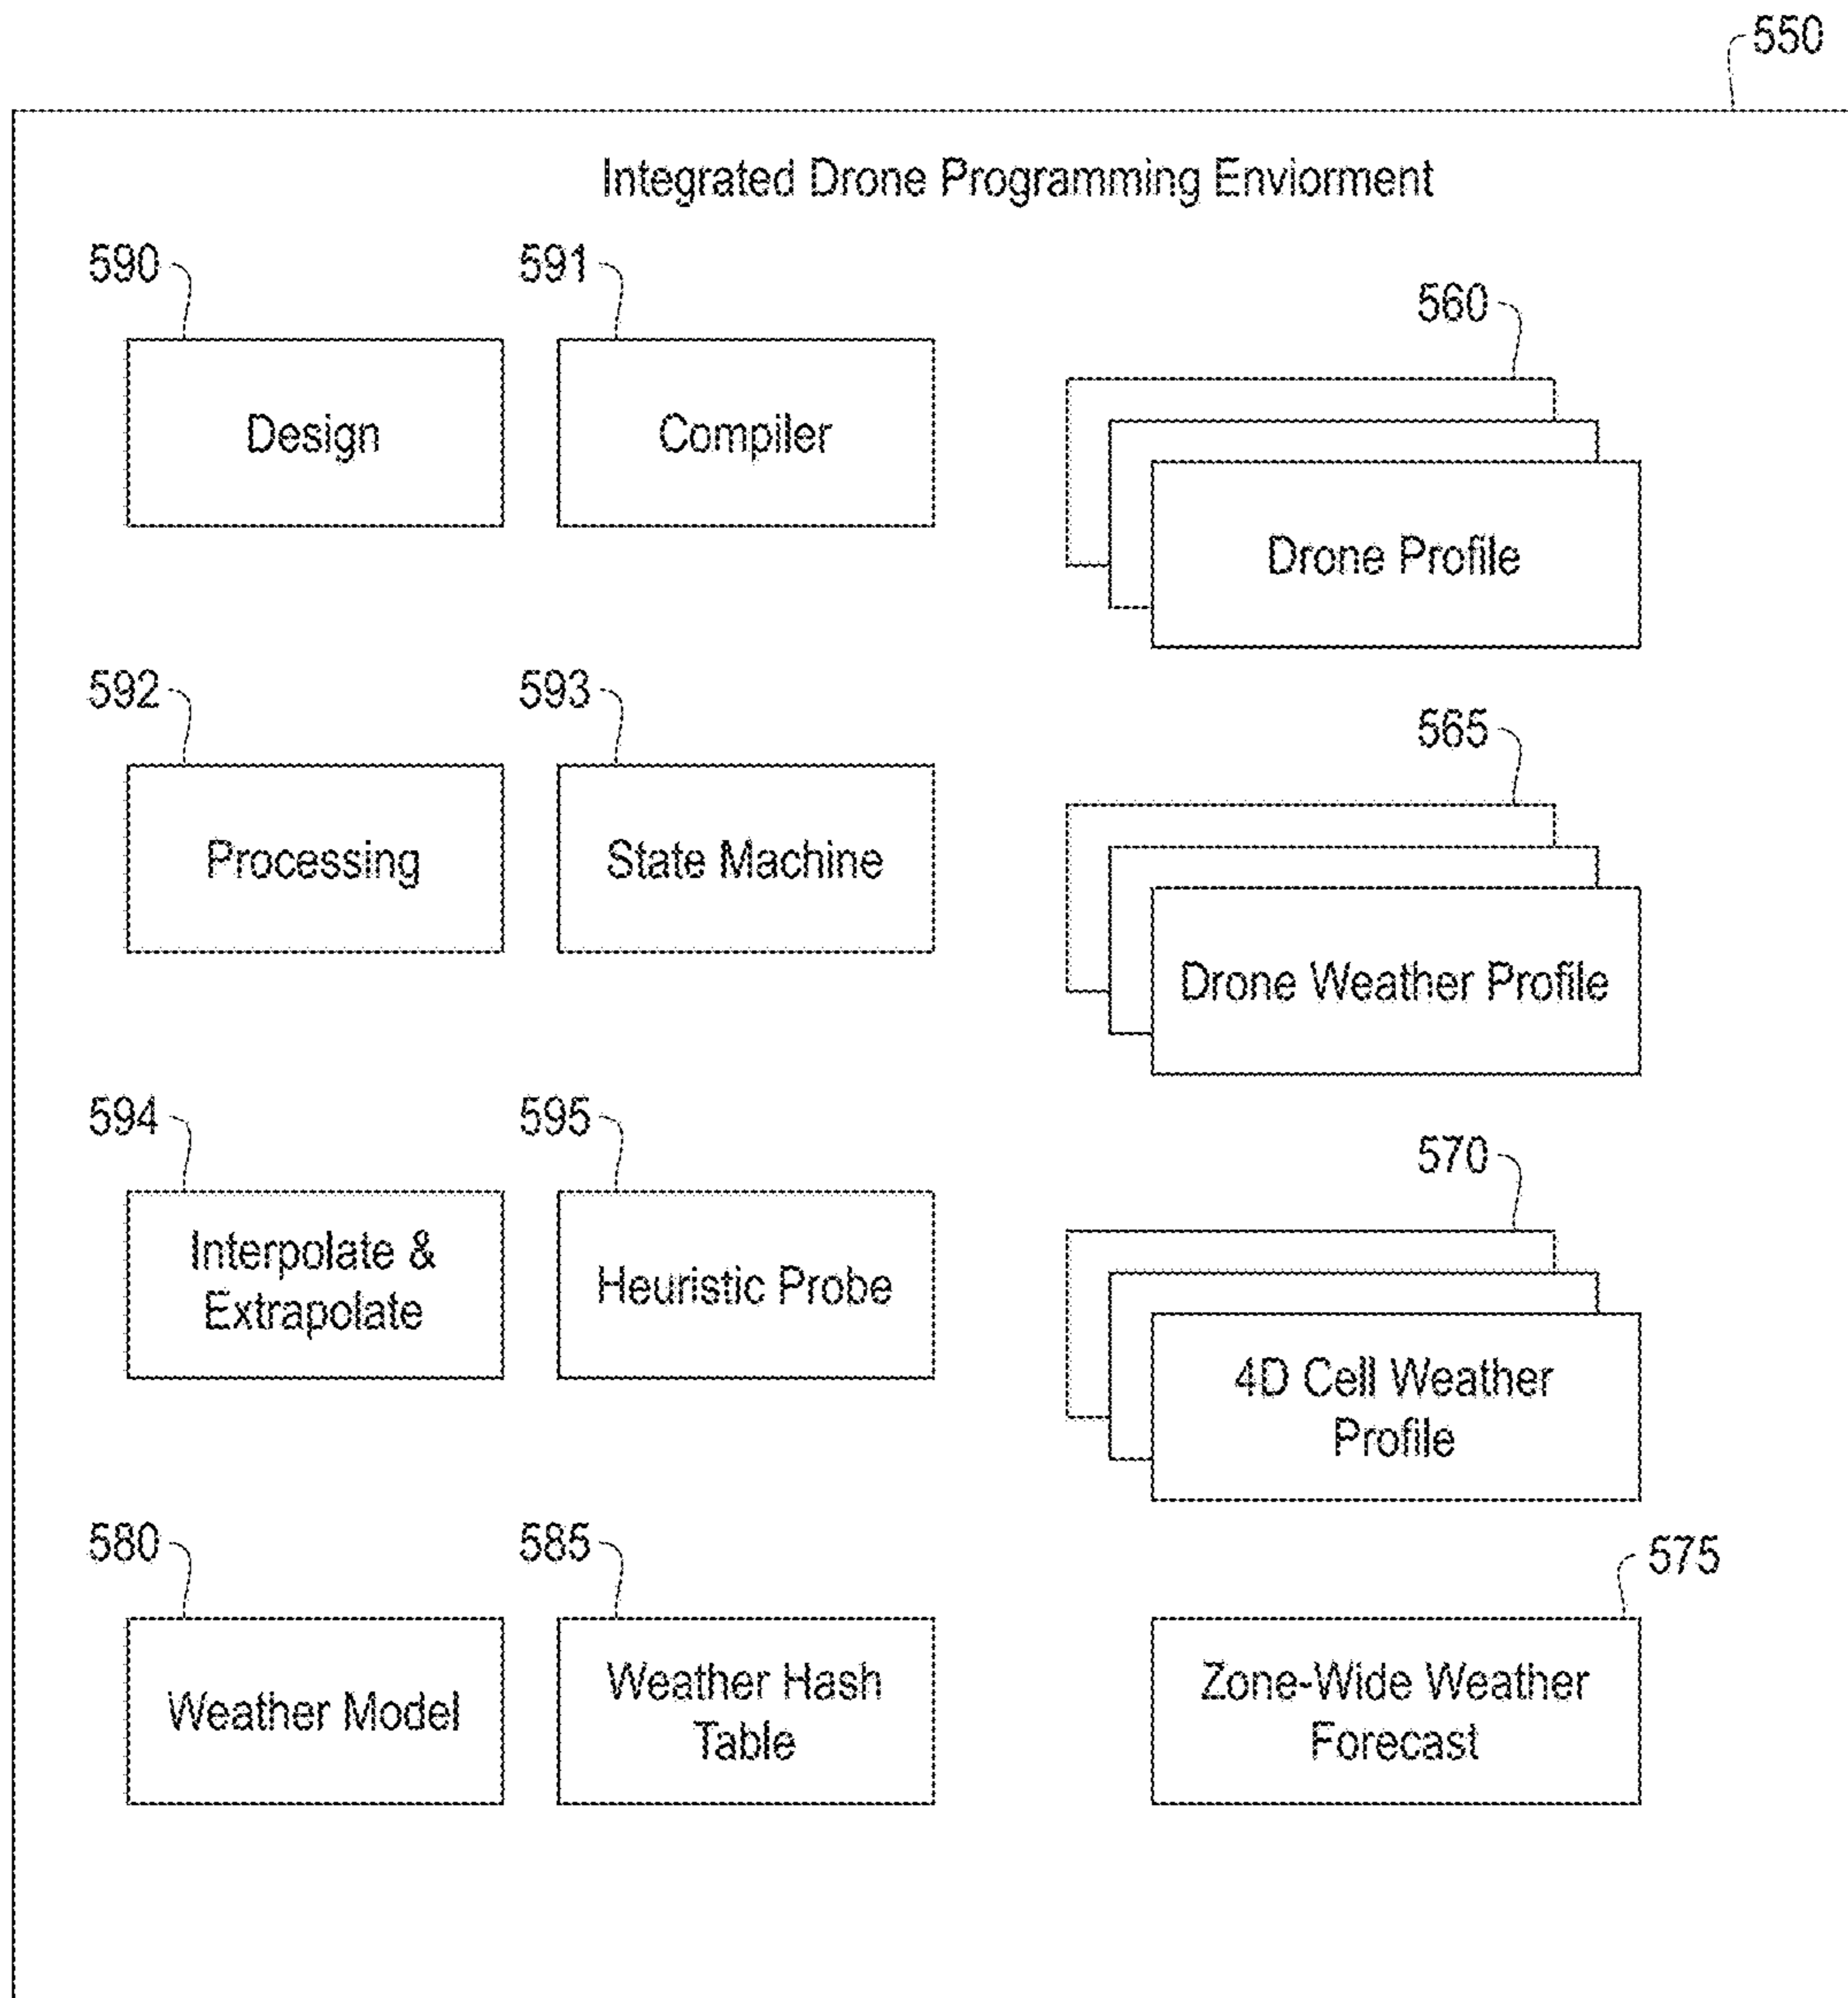 550
Integrated Drone Programming Enviorment
590
591
560
Design
Compiler
Drone Profile
592
593
565
Processing
State Machine
Drone Weather Profile
594
595
570
Interpolate &
Extrapolate
Heuristic Probe
4D Cell Weather
Profile
580
585
575
Weather Model
Weather Hash
Table
Zone-Wide Weather
Forecast